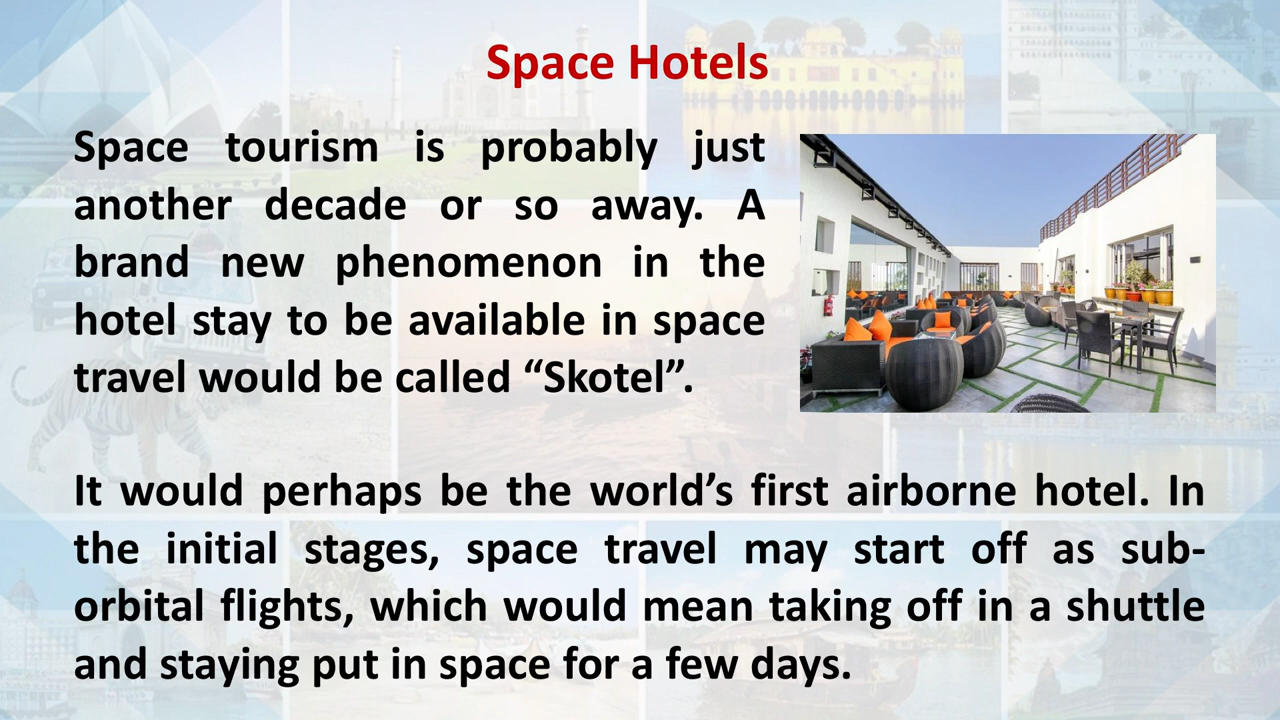 Space Hotels
Space tourism is probably just
another decade or so away. A
brand new phenomenon in the
hotel stay to be available in space
travel would be called “Skotel”.
It would perhaps be the world’s first airborne hotel. In
the initial stages, space travel may start off as sub-
orbital flights, which would mean taking off in a shuttle
and staying put in space for a few days.